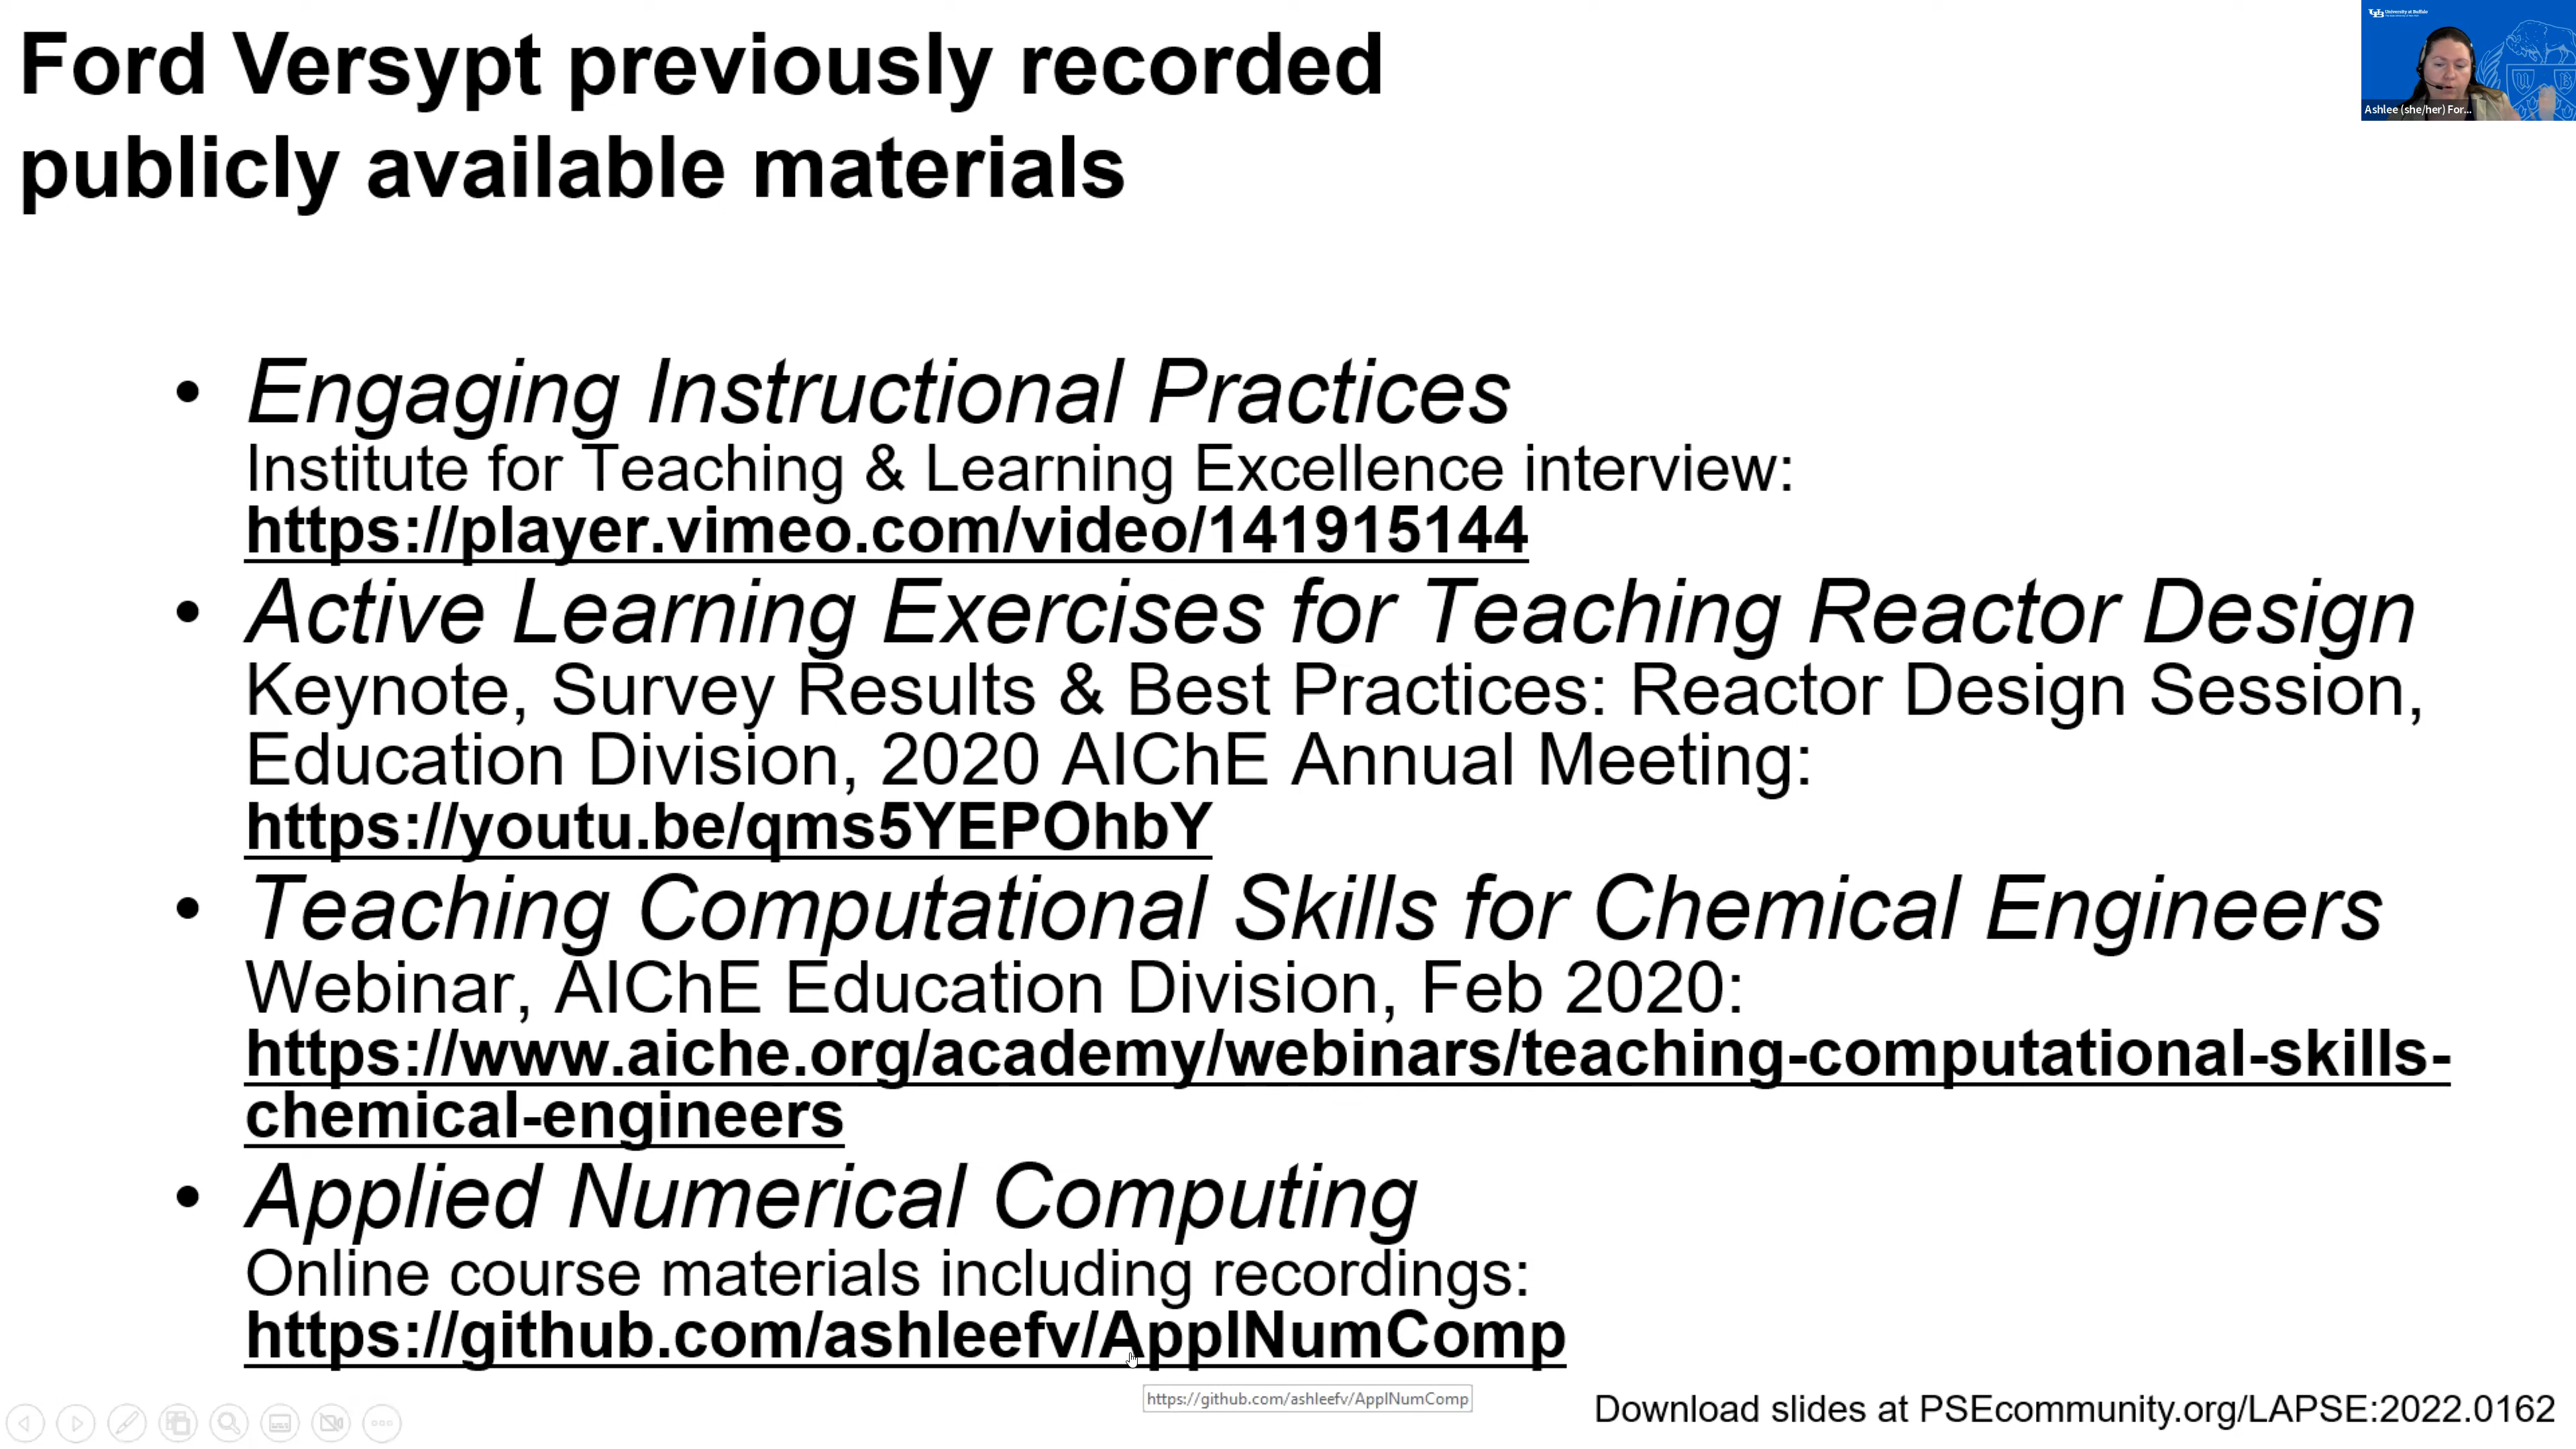 Ford Versypt previously recorded
publicly available materials
University at Buffalo
Ashlee (she/her) For...
• Engaging Instructional Practices
Institute for Teaching & Learning Excellence interview:
https://player.vimeo.com/video/141915144
• Active Learning Exercises for Teaching Reactor Design
Keynote, Survey Results & Best Practices: Reactor Design Session,
Education Division, 2020 AIChE Annual Meeting:
https://youtu.be/qms5YEPOhbY
• Teaching Computational Skills for Chemical Engineers
Webinar, AIChE Education Division, Feb 2020:
https://www.aiche.org/academy/webinars/teaching-computational-skills-
chemical-engineers
• Applied Numerical Computing
Online course materials including recordings:
https://github.com/ashleefv/ApplNumComp
https://github.com/ashleefv/ApplNumComp
Download slides at PSEcommunity.org/LAPSE:2022.0162